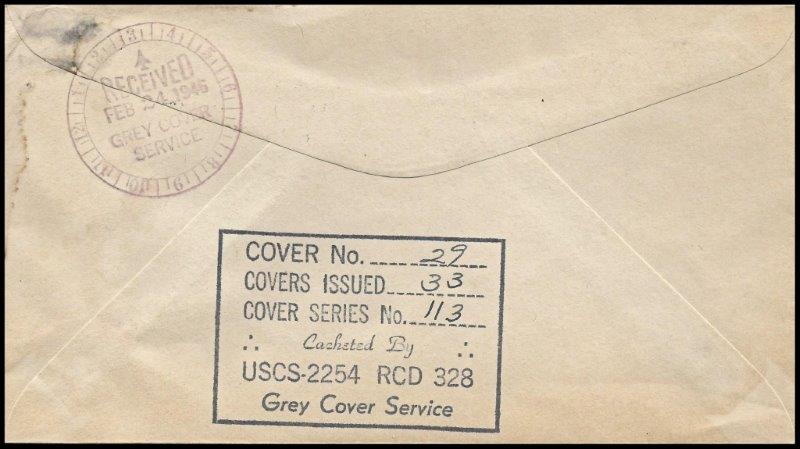 RECEIVED
FEB 24 1946
GREY COVER
SERVICE
COVER No. 29
COVERS ISSUED 33
COVER SERIES No. 113
∴ Cacheted By ∴
USCS-2254 RCD 328
Grey Cover Service